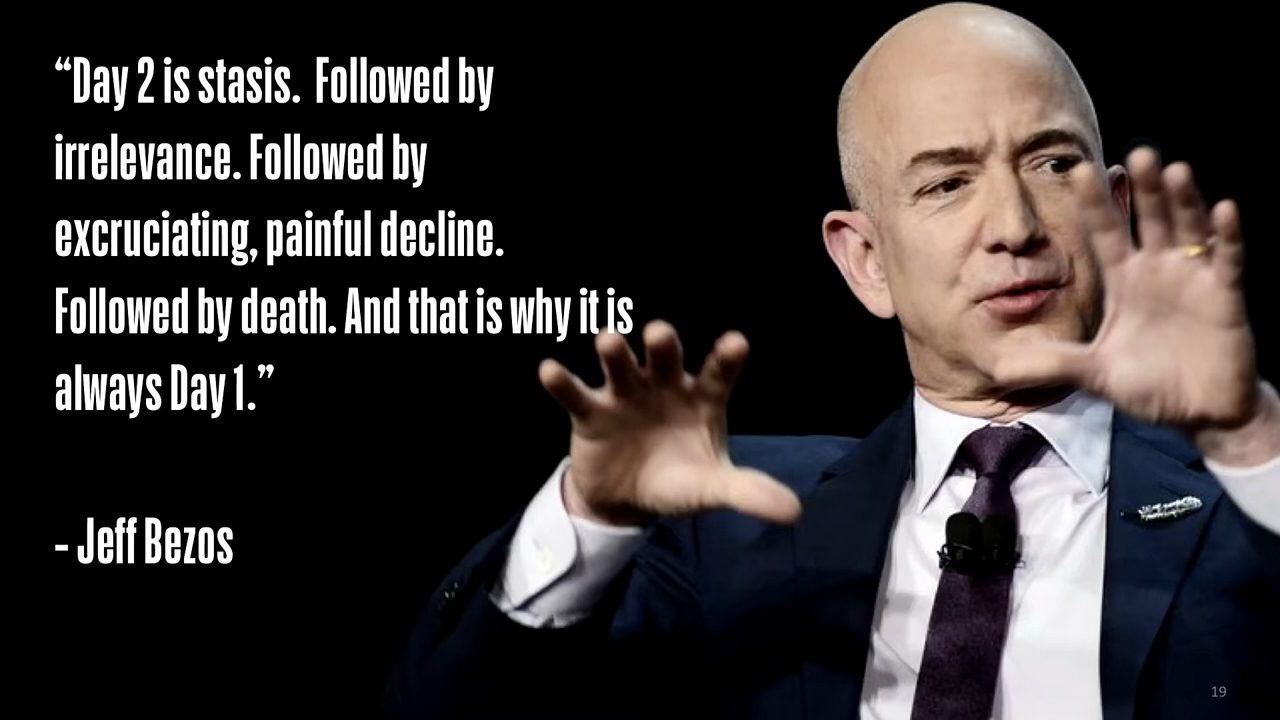 “Day 2 is stasis.  Followed by
irrelevance. Followed by
excruciating, painful decline.
Followed by death. And that is why it is
always Day 1.”
– Jeff Bezos
19